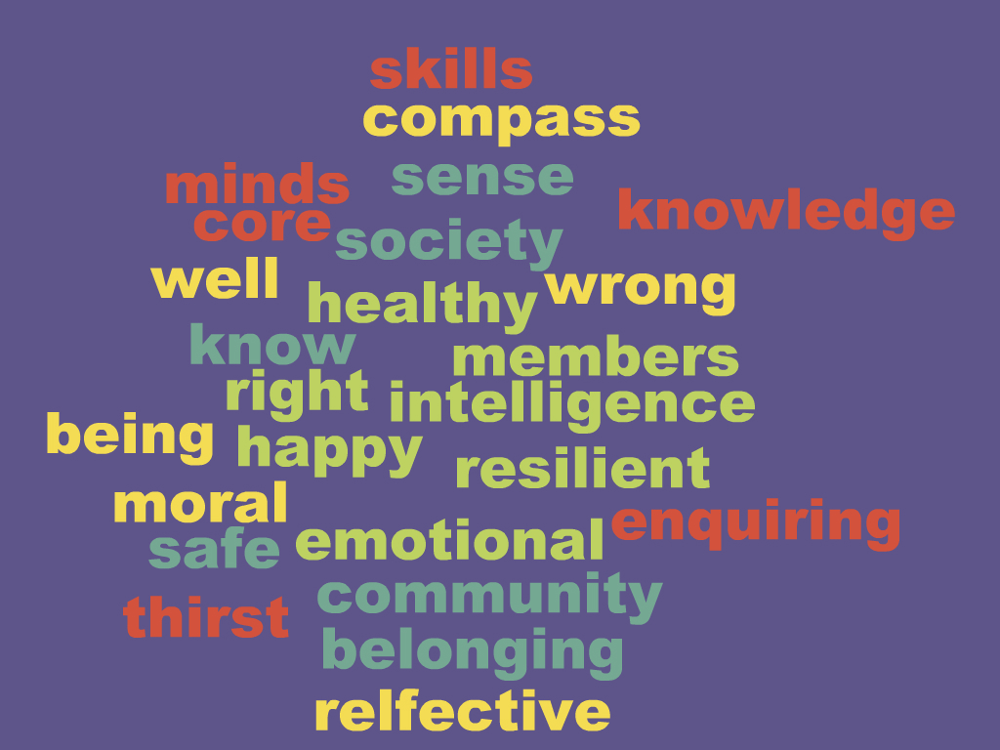 skills
compass
sense
minds
knowledge
core
society
well
wrong
healthy
know
members
right
intelligence
being
happy
resilient
moral
enquiring
emotional
safe
community
thirst
belonging
relfective